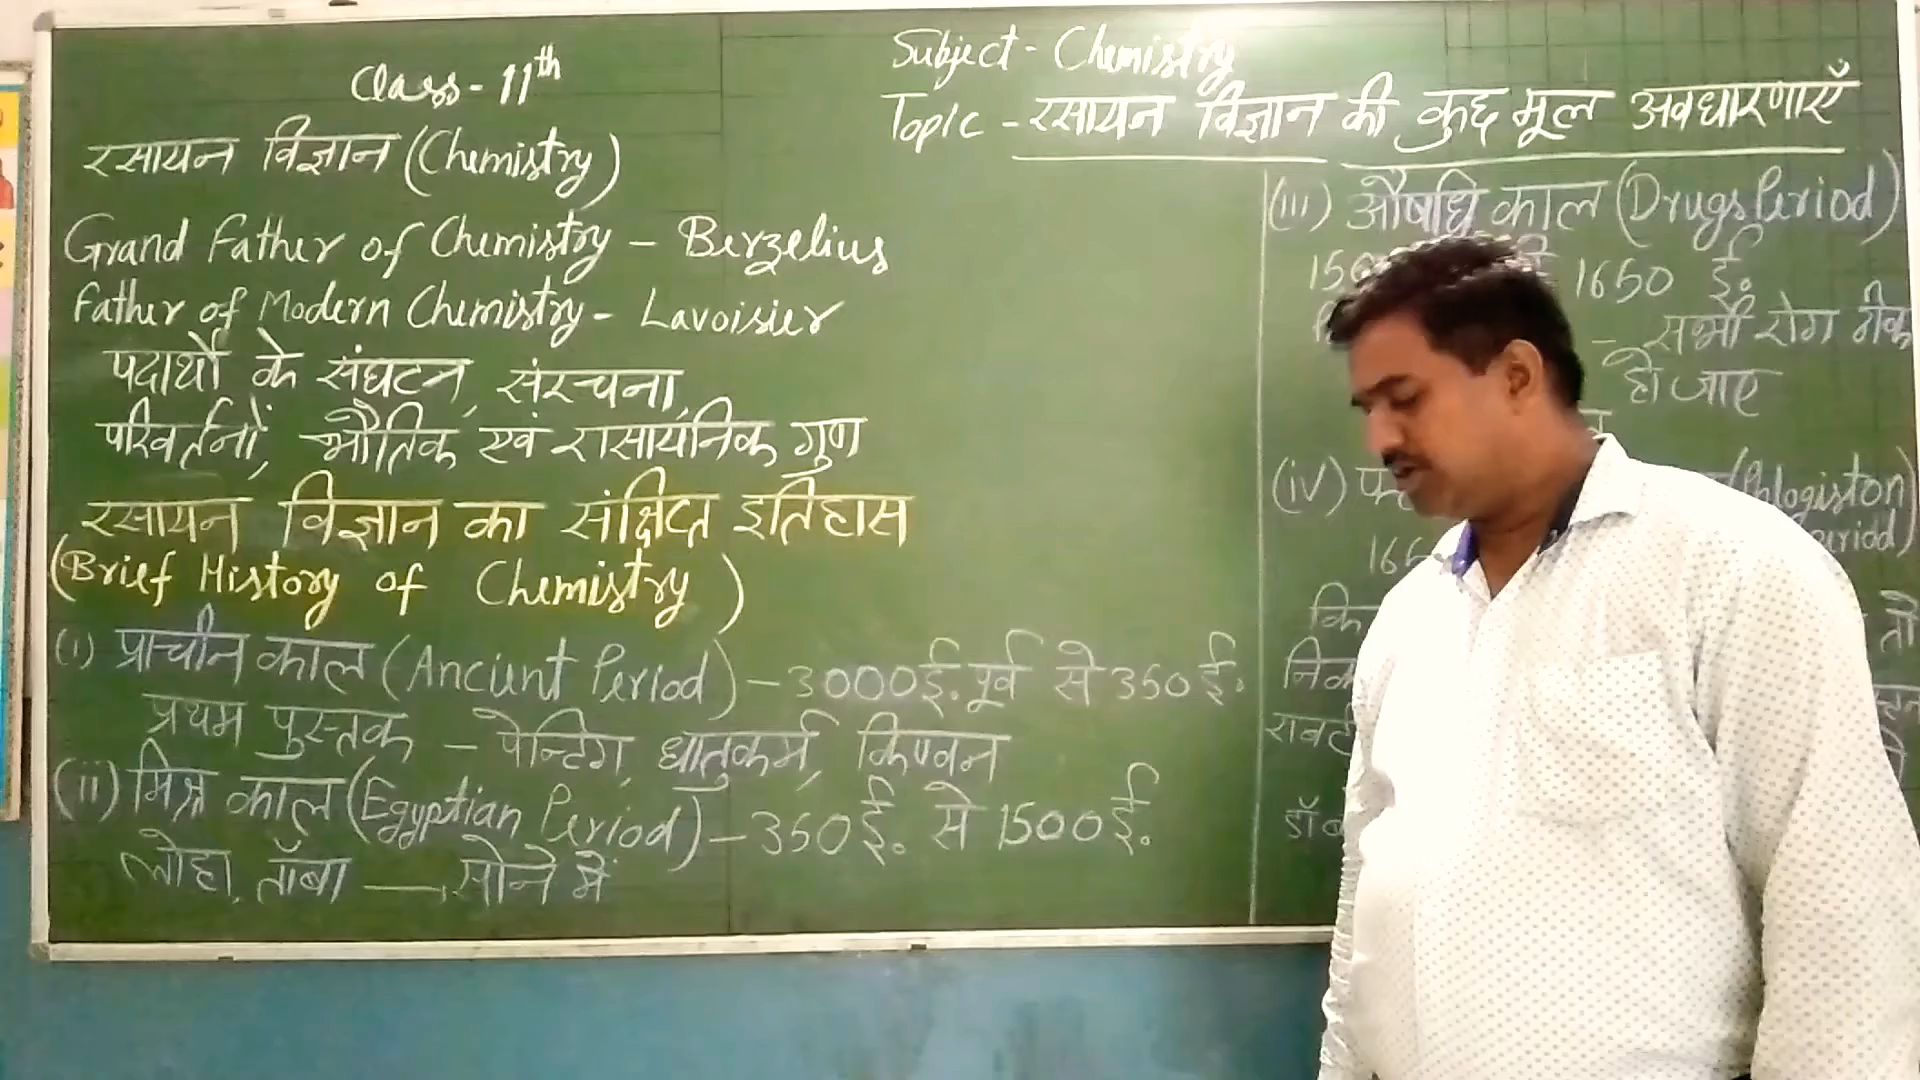 Class - 11th
Subject - Chemistry
Topic - रसायन विज्ञान की कुछ मूल अवधारणाएँ
रसायन विज्ञान (Chemistry)
Grand Father of Chemistry - Berzelius
Father of Modern Chemistry - Lavoisier
पदार्थों के संघटन, संरचना,
परिवर्तनों, भौतिक एवं रासायनिक गुण
रसायन विज्ञान का संक्षिप्त इतिहास
(Brief History of Chemistry)
(i) प्राचीन काल (Ancient Period) - 3000 ई. पूर्व से 350 ई.
प्रथम पुस्तक - पेन्टिग, धातुकर्म, किण्वन
(ii) मिश्र काल (Egyptian Period) - 350 ई. से 1500 ई.
लोहा, ताँबा — सोने में
(iii) औषधि काल (Drugs Period)
1650 ई.
- सभी रोग ठीक
हो जाए
(iv) (Phlogiston